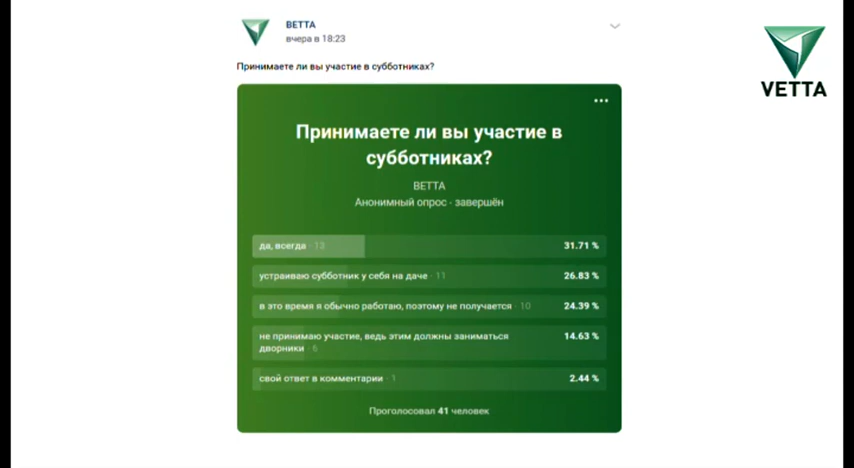 ВЕТТА
вчера в 18:23
VETTA
Принимаете ли вы участие в субботниках?
Принимаете ли вы участие в
субботниках?
ВЕТТА
Анонимный опрос · завершён
да, всегда · 13 31.71 %
устраиваю субботник у себя на даче · 11 26.83 %
в это время я обычно работаю, поэтому не получается · 10 24.39 %
не принимаю участие, ведь этим должны заниматься 14.63 %
дворники · 6
свой ответ в комментарии · 1 2.44 %
Проголосовал 41 человек